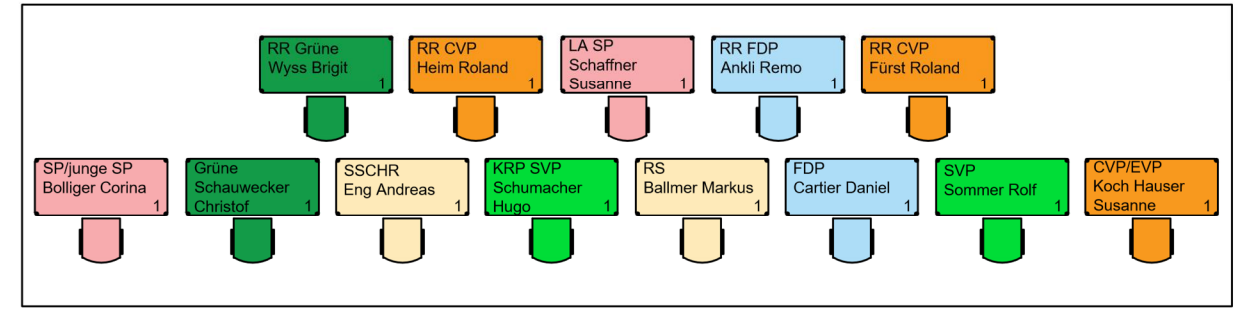 RR Grüne
Wyss Brigit
1
RR CVP
Heim Roland
1
LA SP
Schaffner
Susanne 1
RR FDP
Ankli Remo
1
RR CVP
Fürst Roland
1
SP/junge SP
Bolliger Corina
1
Grüne
Schauwecker
Christof 1
SSCHR
Eng Andreas
1
KRP SVP
Schumacher
Hugo 1
RS
Ballmer Markus
1
FDP
Cartier Daniel
1
SVP
Sommer Rolf
1
CVP/EVP
Koch Hauser
Susanne 1